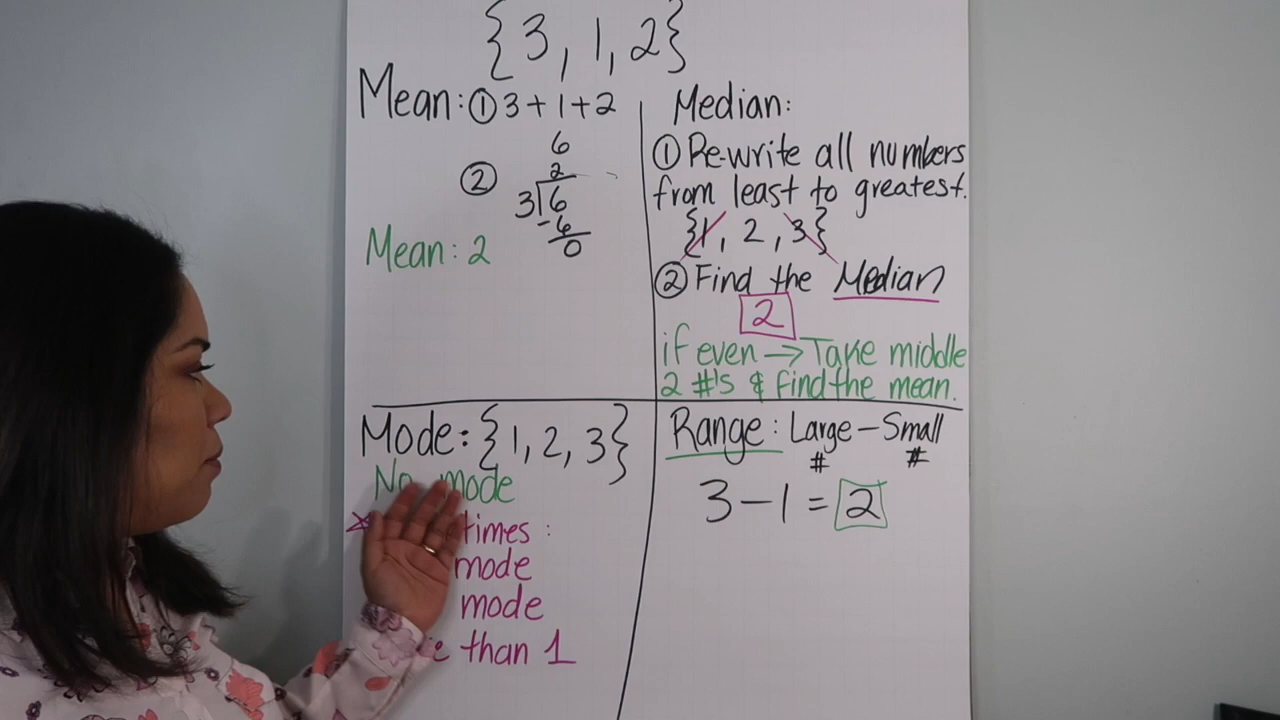 {3, 1, 2}
Mean: ① 3 + 1 + 2
6
②
2
3 6
- 6
0
Mean: 2
Median:
① Re-write all numbers
from least to greatest.
{1, 2, 3}
② Find the Median
2
if even → Take middle
2 #'s & find the mean.
Mode: {1, 2, 3}
No mode
mode
mode
than 1
Range: Large - Small
# #
3 - 1 = 2